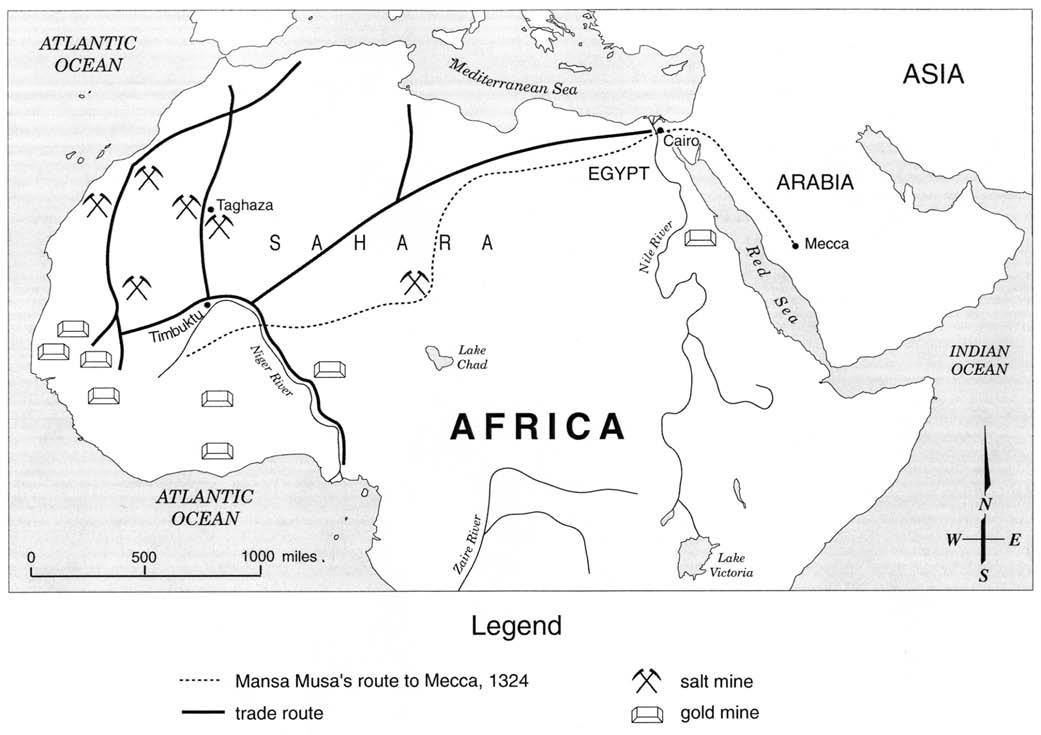 ATLANTIC
OCEAN
Mediterranean Sea
ASIA
Cairo
EGYPT
ARABIA
Taghaza
SAHARA
Nile River
Mecca
Red Sea
Timbuktu
Niger River
Lake
Chad
INDIAN
OCEAN
AFRICA
ATLANTIC
OCEAN
Zaire River
N
W
E
S
0
500
1000 miles .
Lake
Victoria
Legend
Mansa Musa's route to Mecca, 1324
trade route
salt mine
gold mine